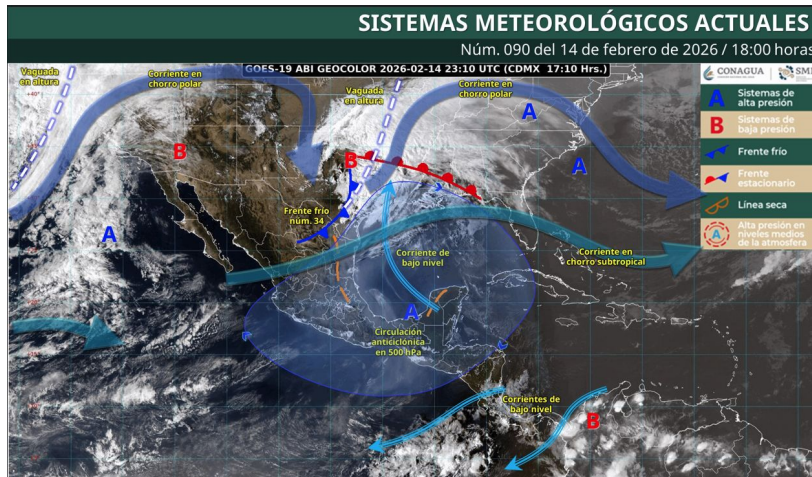 SISTEMAS METEOROLÓGICOS ACTUALES
Núm. 090 del 14 de febrero de 2026 / 18:00 horas
GOES-19 ABI GEOCOLOR 2026-02-14 23:10 UTC (CDMX 17:10 Hrs.)
Vaguada
en altura
Corriente en
chorro polar
Vaguada
en altura
Corriente en
chorro polar
CONAGUA
A
Sistemas de
alta presión
B
Sistemas de
baja presión
Frente frío
Frente
estacionario
Línea seca
A
Alta presión en
niveles medios
de la atmosfera
A
B
B
A
A
Frente frío
núm. 34
Corriente de
bajo nivel
Corriente en
chorro subtropical
A
Circulación
anticiclónica
en 500 hPa
Corrientes de
bajo nivel
B